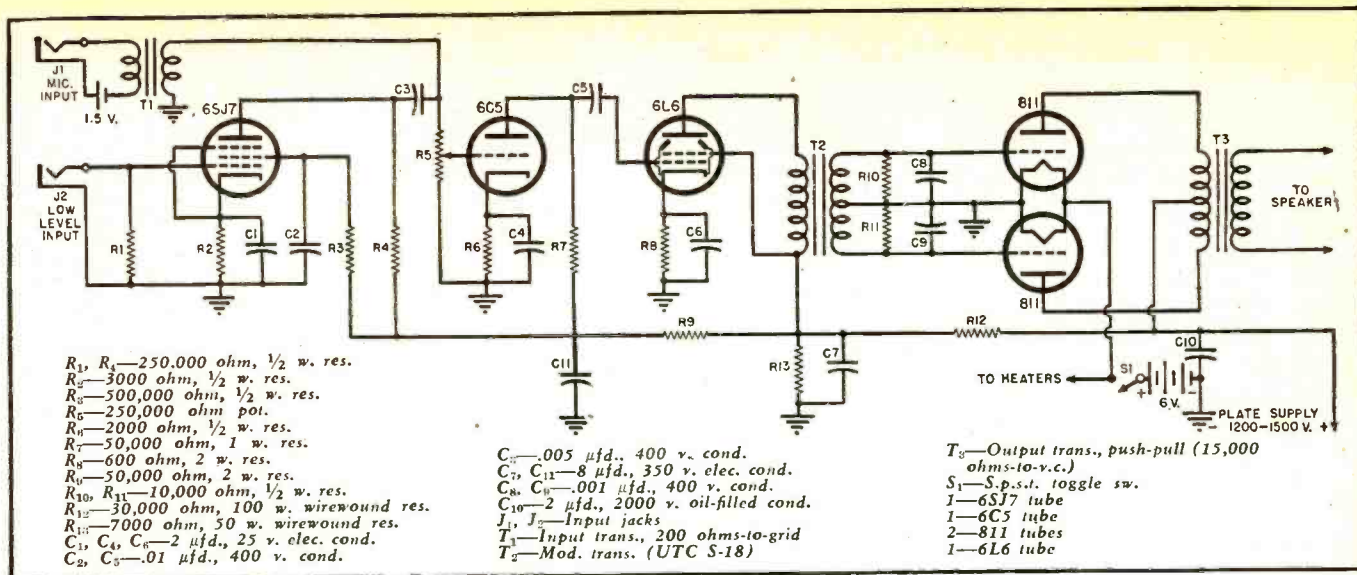 J1
MIC.
INPUT
1.5 V.
T1
6SJ7
J2
LOW
LEVEL
INPUT
R1
R2
C1
C2
R3
R4
C3
R5
6C5
R6
C4
R7
C5
6L6
R8
C6
T2
R10
R11
C8
C9
811
811
T3
TO
SPEAKER
R9
R12
R13
C7
C11
C10
TO HEATERS
S1
+
-
6 V.
PLATE SUPPLY
- 1200-1500 V. +
R₁, R₄—250.000 ohm, ½ w. res.
R₂—3000 ohm, ½ w. res.
R₃—500,000 ohm, ½ w. res.
R₅—250,000 ohm pot.
R₆—2000 ohm, ½ w. res.
R₇—50,000 ohm, 1 w. res.
R₈—600 ohm, 2 w. res.
R₉—50,000 ohm, 2 w. res.
R₁₀, R₁₁—10,000 ohm, ½ w. res.
R₁₂—30,000 ohm, 100 w. wirewound res.
R₁₃—7000 ohm, 50 w. wirewound res.
C₁, C₄, C₆—2 µfd., 25 v. elec. cond.
C₂, C₅—.01 µfd., 400 v. cond.
C₃—.005 µfd., 400 v. cond.
C₇, C₁₁—8 µfd., 350 v. elec. cond.
C₈, C₉—.001 µfd., 400 v. cond.
C₁₀—2 µfd., 2000 v. oil-filled cond.
J₁, J₂—Input jacks
T₁—Input trans., 200 ohms-to-grid
T₂—Mod. trans. (UTC S-18)
T₃—Output trans., push-pull (15,000
ohms-to-v.c.)
S₁—S.p.s.t. toggle sw.
1—6SJ7 tube
1—6C5 tube
2—811 tubes
1—6L6 tube